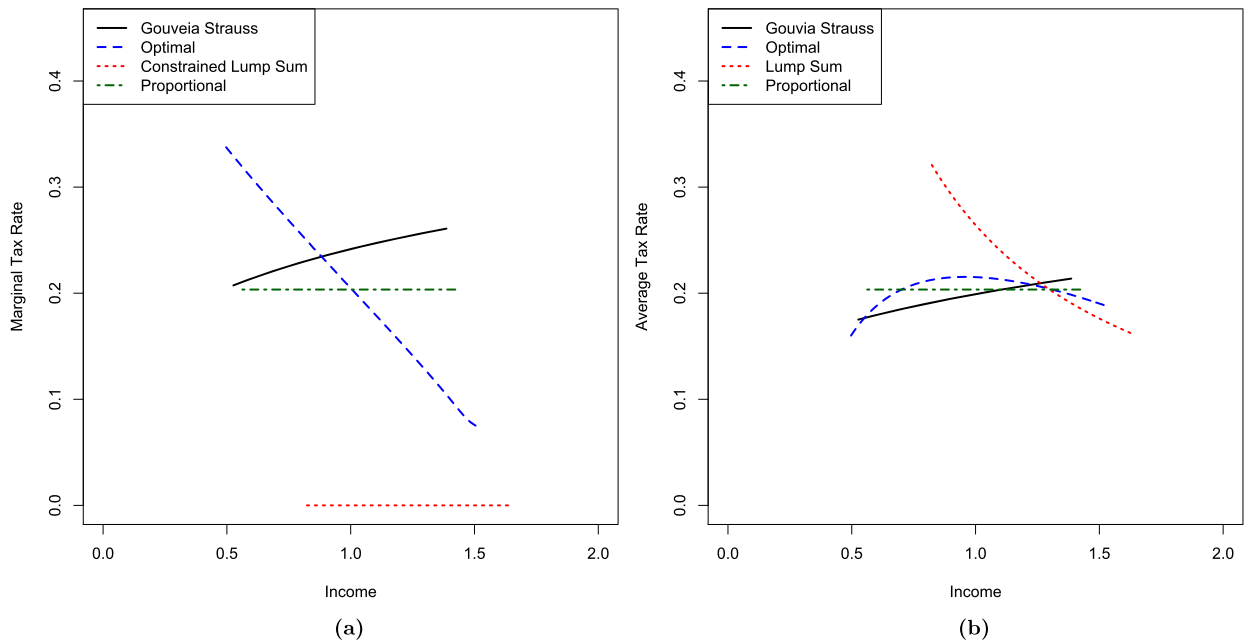 Gouveia Strauss
Optimal
Constrained Lump Sum
Proportional
Marginal Tax Rate
0.4
0.3
0.2
0.1
0.0
0.0 0.5 1.0 1.5 2.0
Income
(a)
Gouvia Strauss
Optimal
Lump Sum
Proportional
Average Tax Rate
0.4
0.3
0.2
0.1
0.0
0.0 0.5 1.0 1.5 2.0
Income
(b)